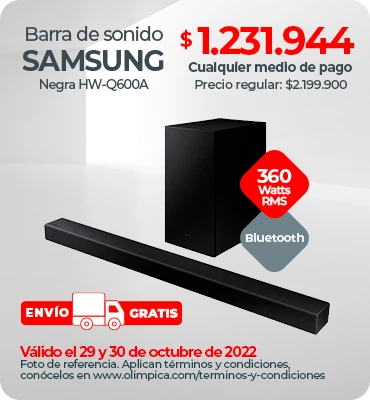 Barra de sonido
SAMSUNG
Negra HW-Q600A
$1.231.944
Cualquier medio de pago
Precio regular: $2.199.900
360
Watts
RMS
Bluetooth
ENVÍO GRATIS
Válido el 29 y 30 de octubre de 2022
Foto de referencia. Aplican términos y condiciones,
conócelos en www.olimpica.com/terminos-y-condiciones